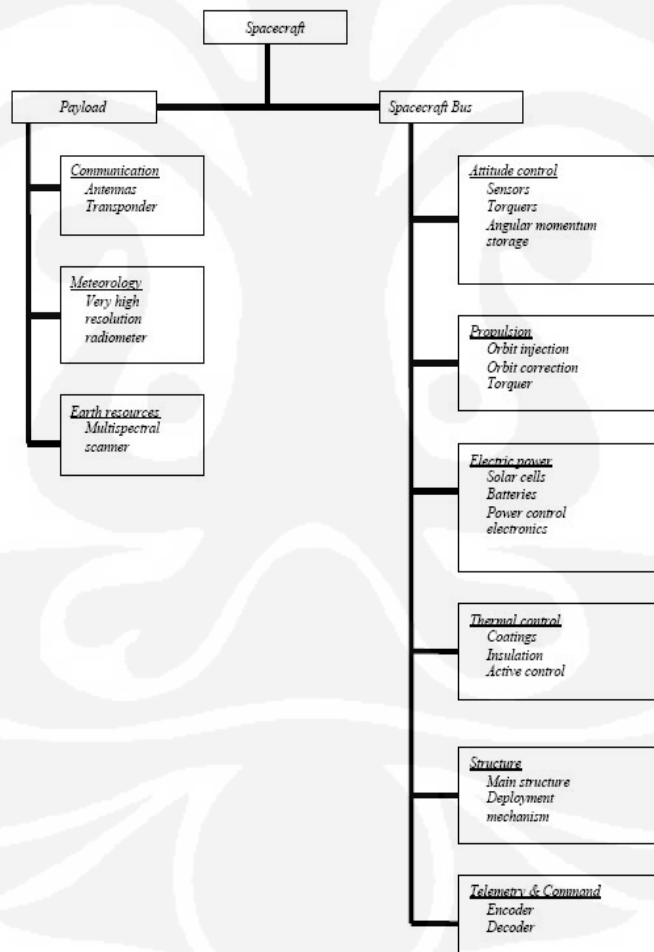 Spacecraft
Payload
Spacecraft Bus
Communication
Antennas
Transponder
Meteorology
Very high
resolution
radiometer
Earth resources
Multispectral
scanner
Attitude control
Sensors
Torquers
Angular momentum
storage
Propulsion
Orbit injection
Orbit correction
Torquer
Electric power
Solar cells
Batteries
Power control
electronics
Thermal control
Coatings
Insulation
Active control
Structure
Main structure
Deployment
mechanism
Telemetry & Command
Encoder
Decoder